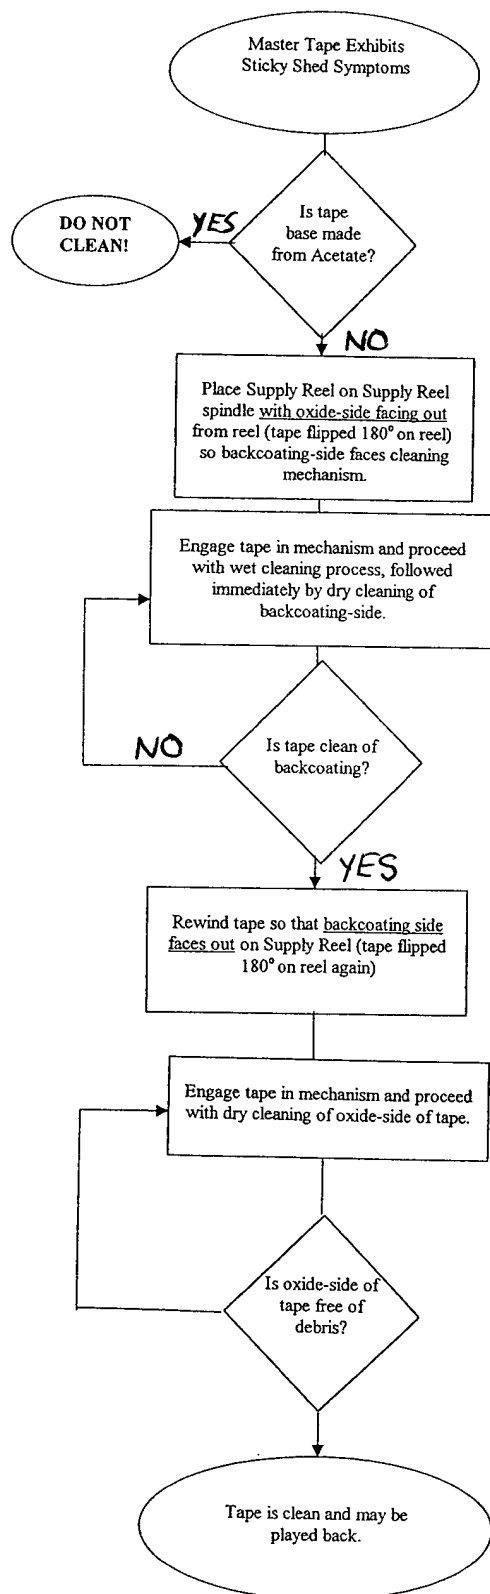 Master Tape Exhibits
Sticky Shed Symptoms
Is
tape
base made
from Acetate?
YES
DO NOT
CLEAN!
NO
Place Supply Reel on Supply Reel
spindle with oxide-side facing out
from reel (tape flipped 180° on reel)
so backcoating-side faces cleaning
mechanism.
Engage tape in mechanism and proceed
with wet cleaning process, followed
immediately by dry cleaning of
backcoating-side.
Is tape clean of
backcoating?
NO
YES
Rewind tape so that backcoating side
faces out on Supply Reel (tape flipped
180° on reel again)
Engage tape in mechanism and proceed
with dry cleaning of oxide-side of tape.
Is oxide-side of
tape free of
debris?
Tape is clean and may be
played back.